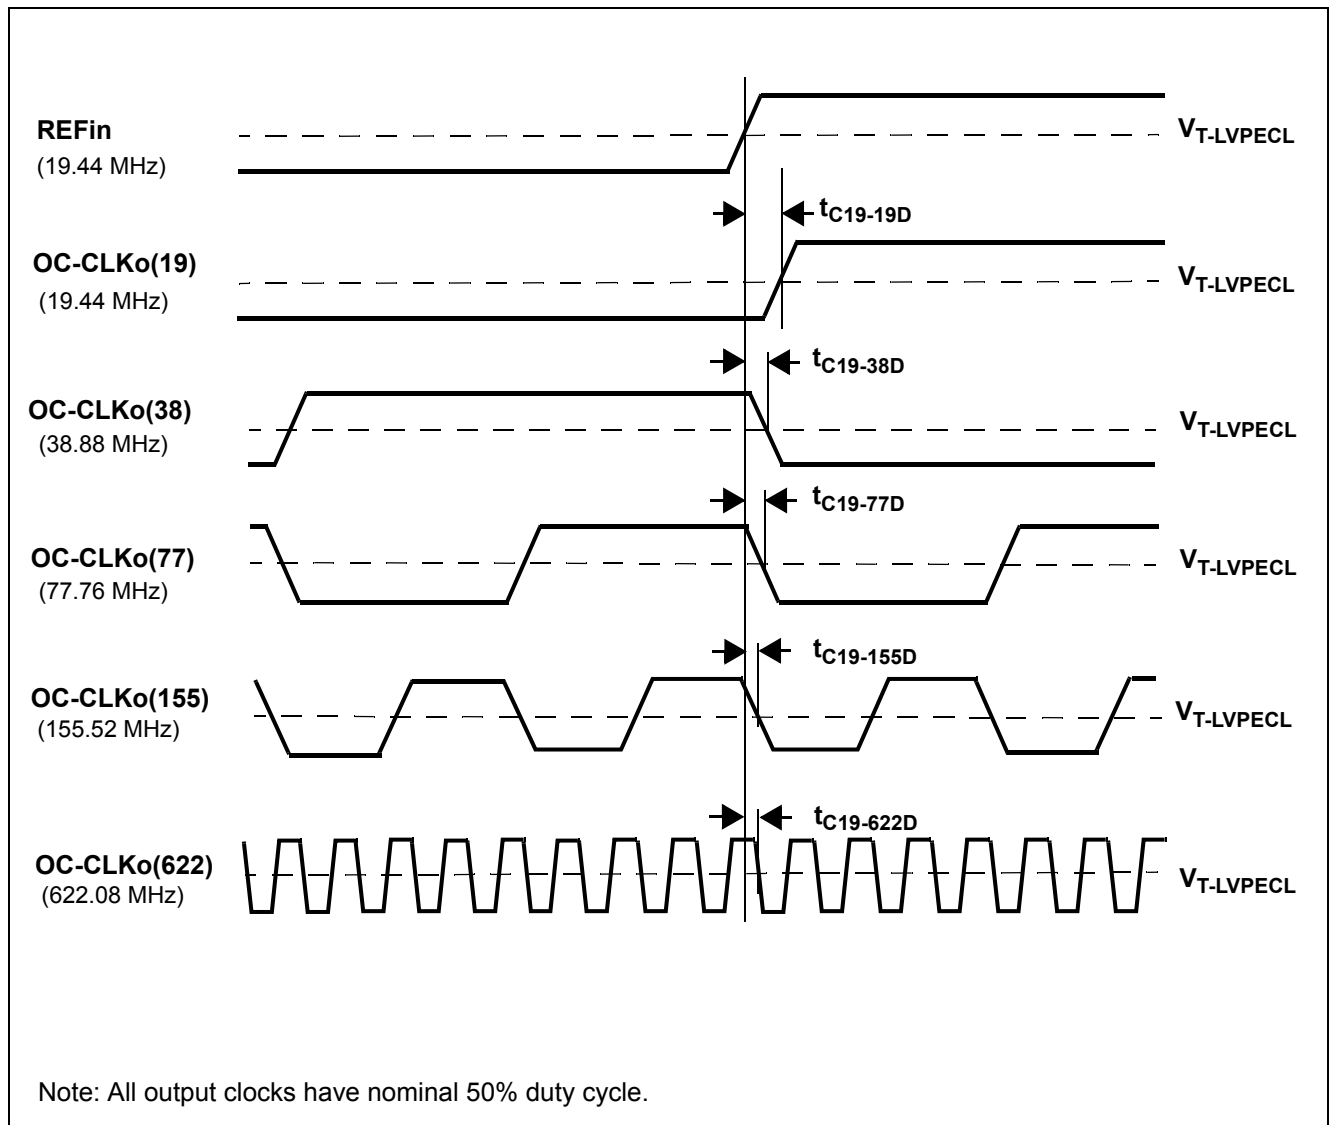 REFin
(19.44 MHz)
VT-LVPECL
tC19-19D
OC-CLKo(19)
(19.44 MHz)
VT-LVPECL
tC19-38D
OC-CLKo(38)
(38.88 MHz)
VT-LVPECL
tC19-77D
OC-CLKo(77)
(77.76 MHz)
VT-LVPECL
tC19-155D
OC-CLKo(155)
(155.52 MHz)
VT-LVPECL
tC19-622D
OC-CLKo(622)
(622.08 MHz)
VT-LVPECL
Note: All output clocks have nominal 50% duty cycle.